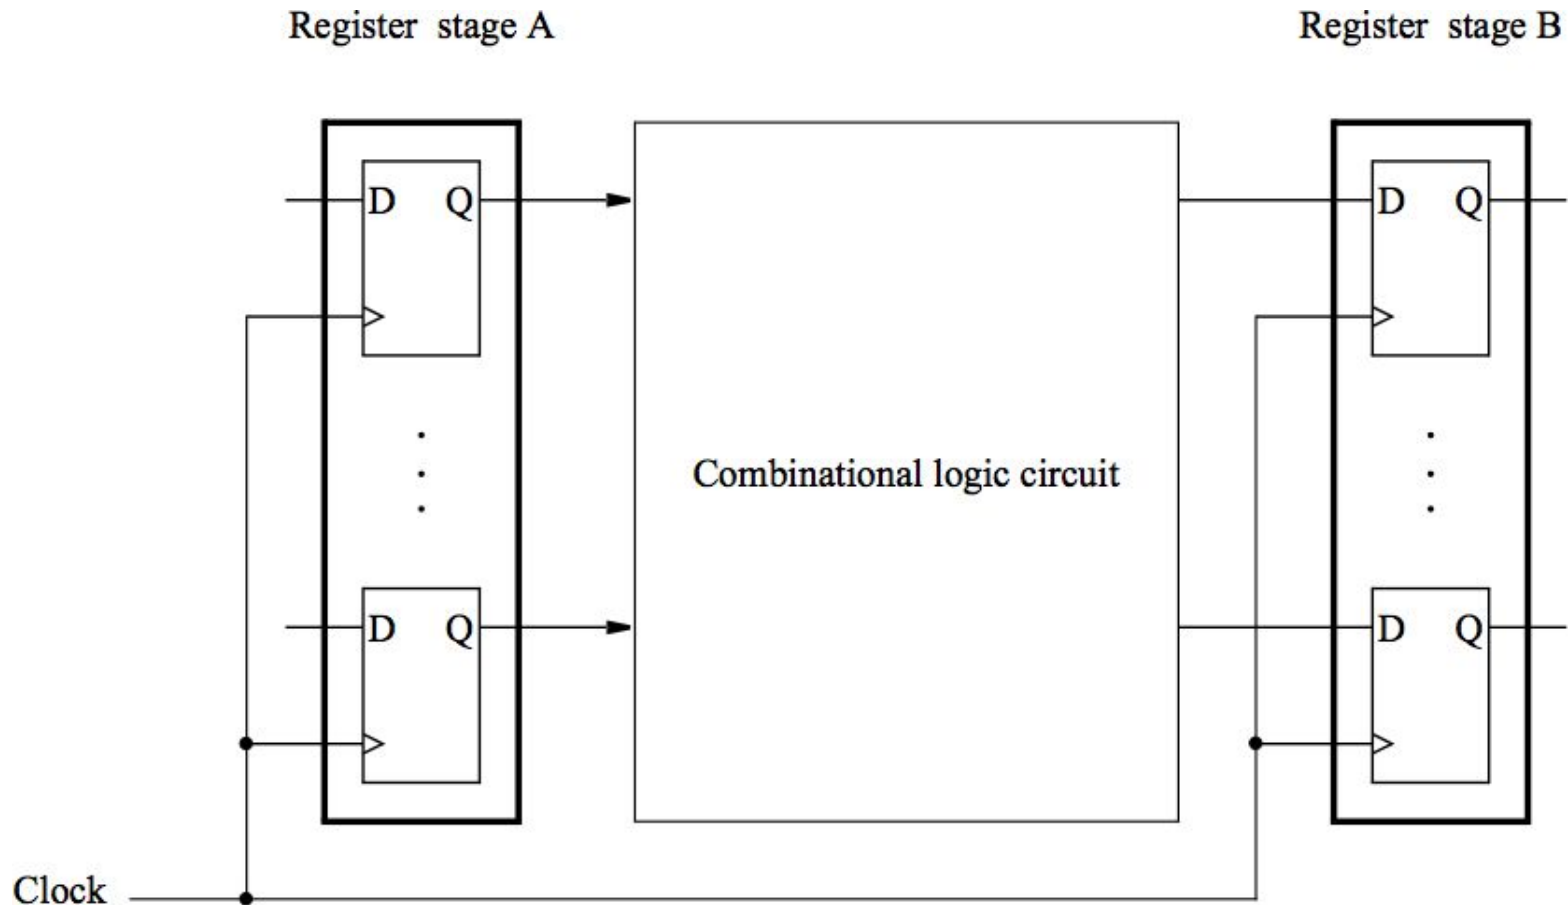 Register stage A
Register stage B
D Q
D Q
Combinational logic circuit
D Q
D Q
Clock